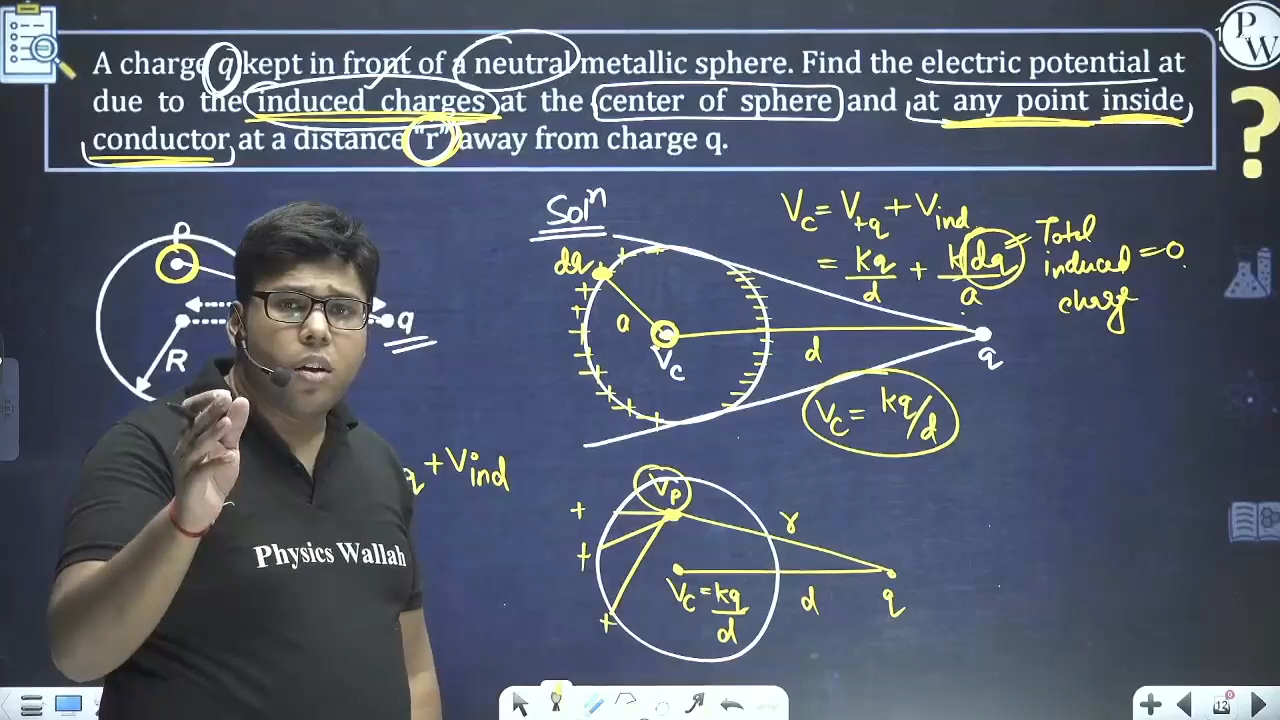 A charge q kept in front of a neutral metallic sphere. Find the electric potential at
due to the induced charges at the center of sphere and at any point inside
conductor at a distance "r" away from charge q.
P
W
?
P
q
R
Physics Wallah
q + Vind
Solⁿ
dq
a
Vc
d
q
Vc = V+q + Vind
= kq/d + k∫dq/a
= Total induced charge = 0
Vc = kq/d
Vp
r
Vc = kq/d
d
q
12